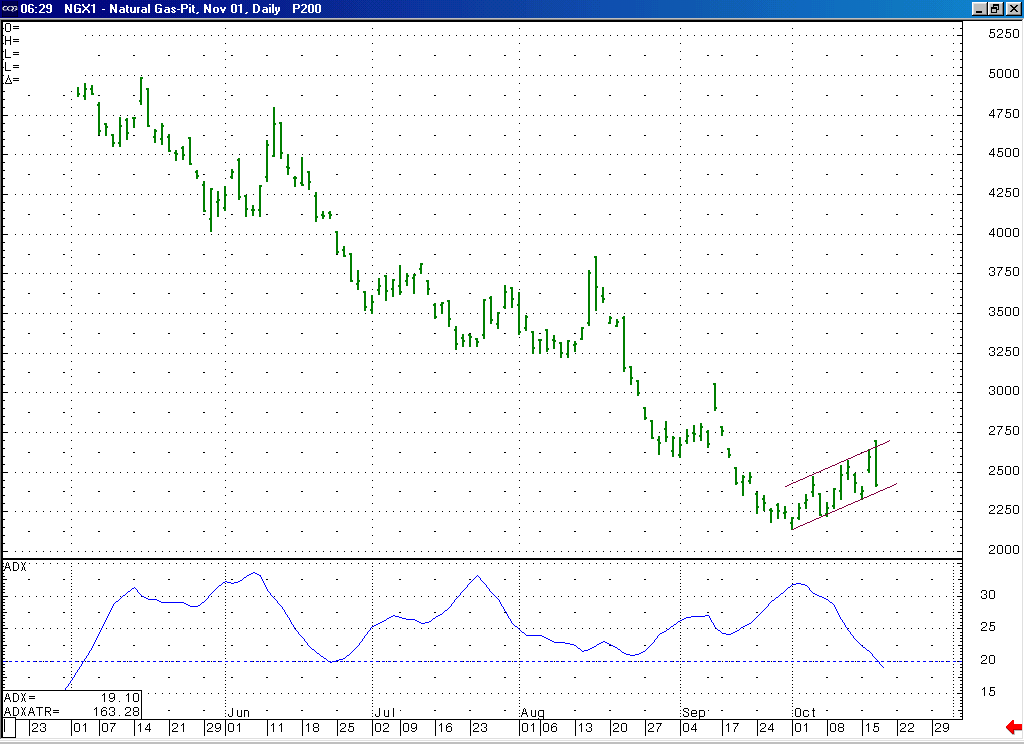 06:29 NGX1 - Natural Gas-Pit, Nov 01, Daily P200
O=
H=
L=
L=
Δ=
5250
5000
4750
4500
4250
4000
3750
3500
3250
3000
2750
2500
2250
2000
ADX
30
25
20
15
ADX= 19.10
ADXATR= 163.28
Jun Jul Aug Sep Oct
23 01 07 14 21 29 01 11 18 25 02 09 16 23 01 06 13 20 27 04 17 24 01 08 15 22 29